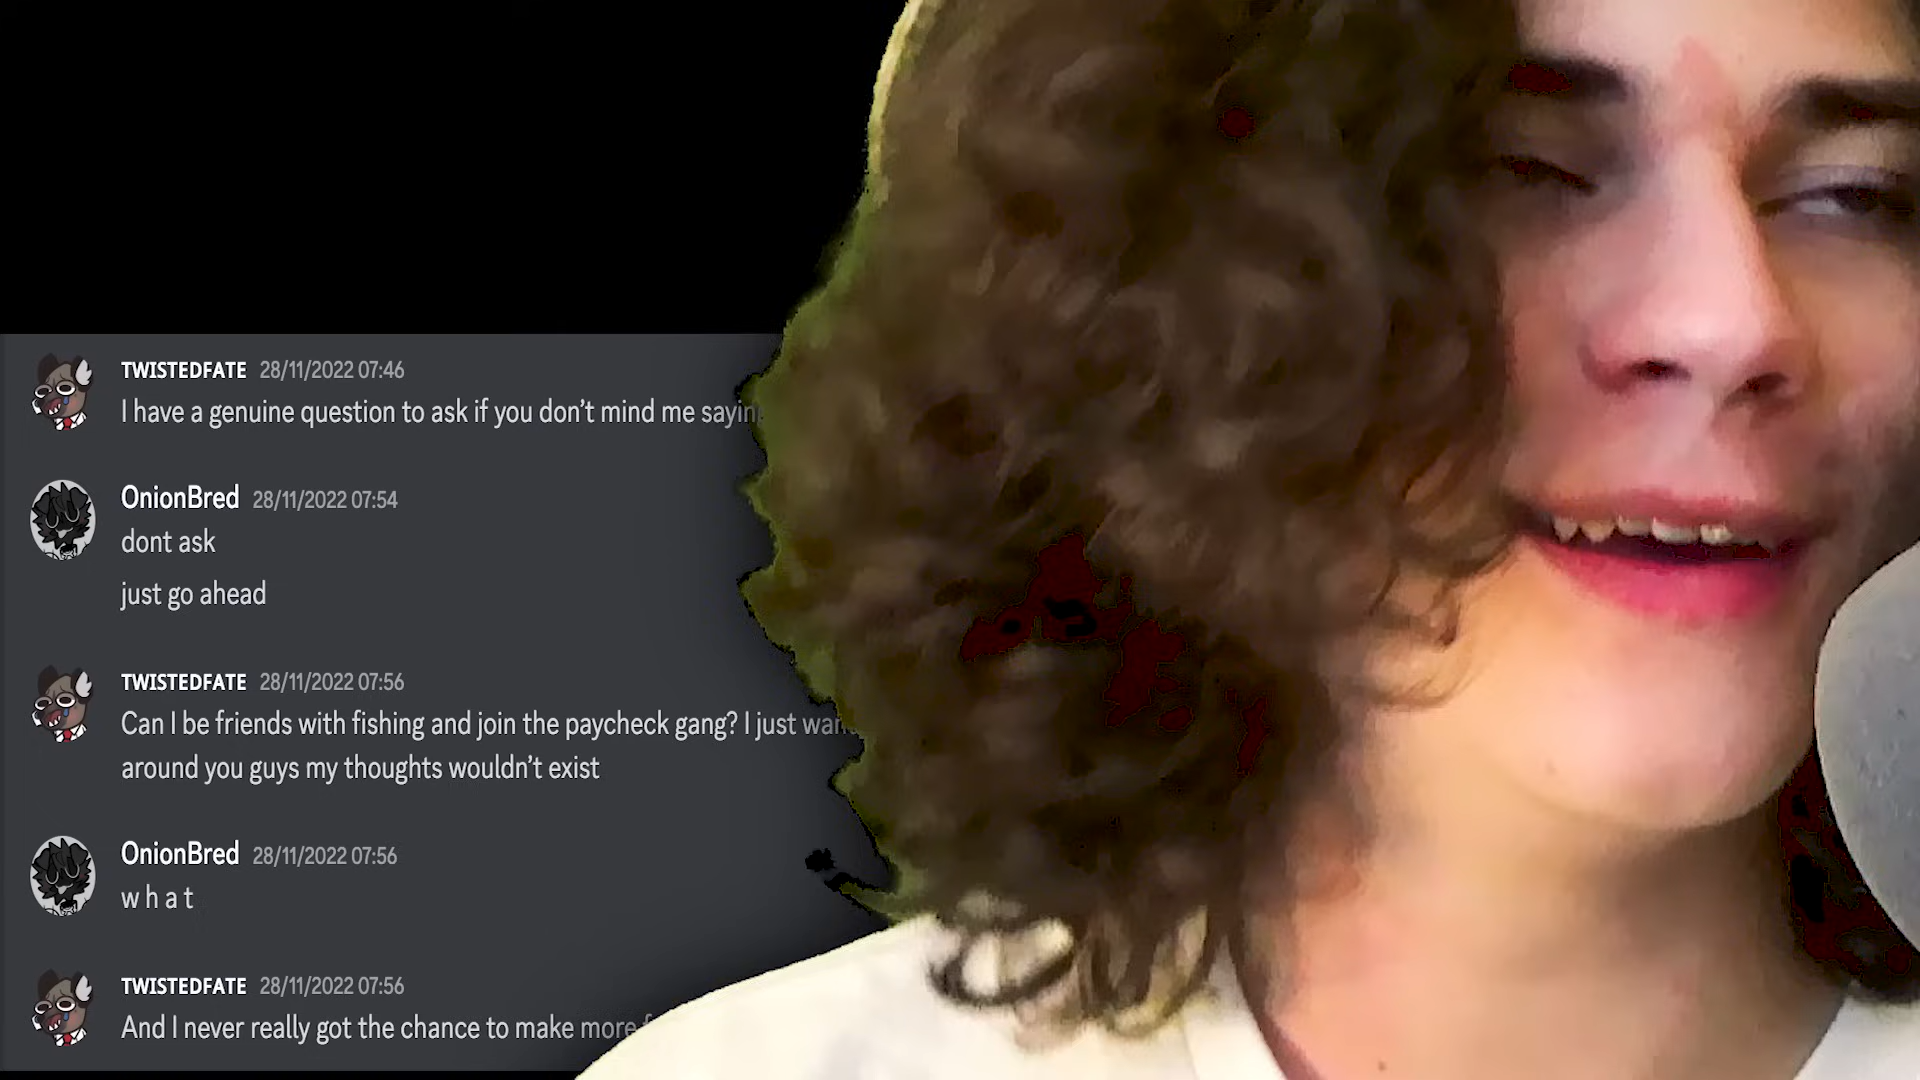 TWISTEDFATE 28/11/2022 07:46
I have a genuine question to ask if you don't mind me
OnionBred 28/11/2022 07:54
dont ask
just go ahead
TWISTEDFATE 28/11/2022 07:56
Can I be friends with fishing and join the paycheck gang? I just
around you guys my thoughts wouldn't exist
OnionBred 28/11/2022 07:56
w h a t
TWISTEDFATE 28/11/2022 07:56
And I never really got the chance to make more